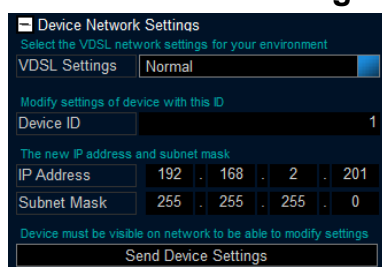 Device Network Settings
Select the VDSL network settings for your environment
VDSL Settings Normal
Modify settings of device with this ID
Device ID 1
The new IP address and subnet mask
IP Address 192 . 168 . 2 . 201
Subnet Mask 255 . 255 . 255 . 0
Device must be visible on network to be able to modify settings
Send Device Settings